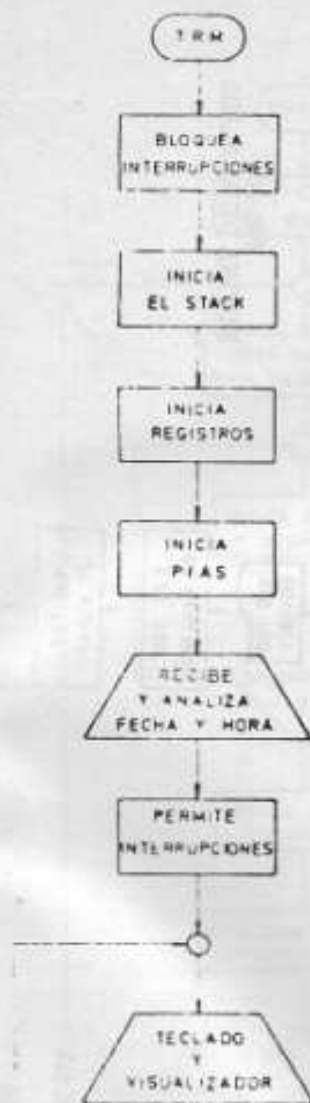 TRM
BLOQUEA
INTERRUPCIONES
INICIA
EL STACK
INICIA
REGISTROS
INICIA
PIAS
RECIBE
Y ANALIZA
FECHA Y HORA
PERMITE
INTERRUPCIONES
TECLADO
Y
VISUALIZADOR